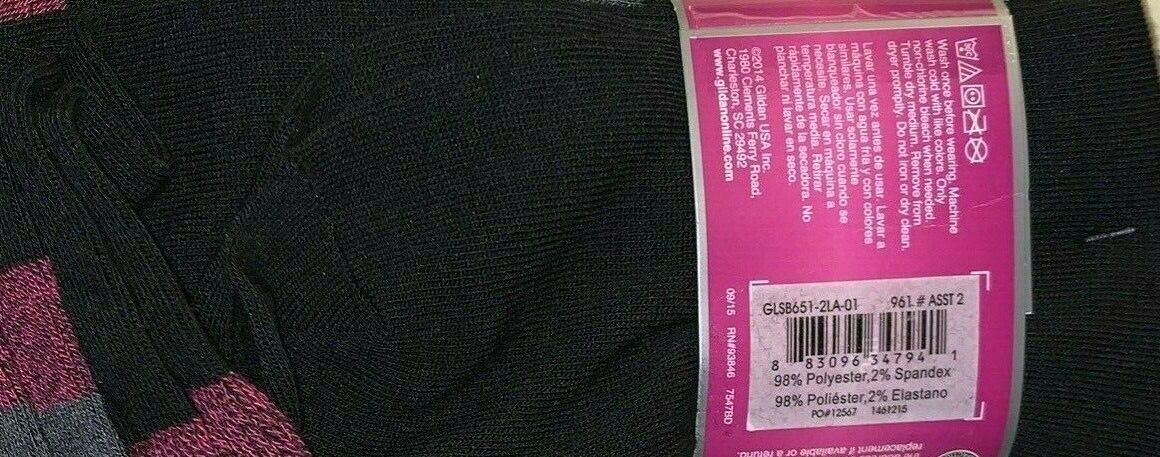 Wash once before wearing. Machine
wash cold with like colors. Only
non-chlorine bleach when needed.
Tumble dry medium. Remove from
dryer promptly. Do not iron or dry clean.
Lavar una vez antes de usar. Lavar a
máquina con agua fría y con colores
similares. Usar solamente
blanqueador sin cloro cuando se
necesite. Secar en máquina a
temperatura media. Retirar
rápidamente de la secadora. No
planchar ni lavar en seco.
©2014 Gildan USA Inc.
1980 Clements Ferry Road,
Charleston, SC 29492
www.gildanonline.com
09/15 RN#93846 7547BD
GLSB651-2LA-01 961 # ASST 2
8 83096 34794 1
98% Polyester,2% Spandex
98% Poliéster,2% Elastano
PO#12567 1461215
replacement if available or a refund.